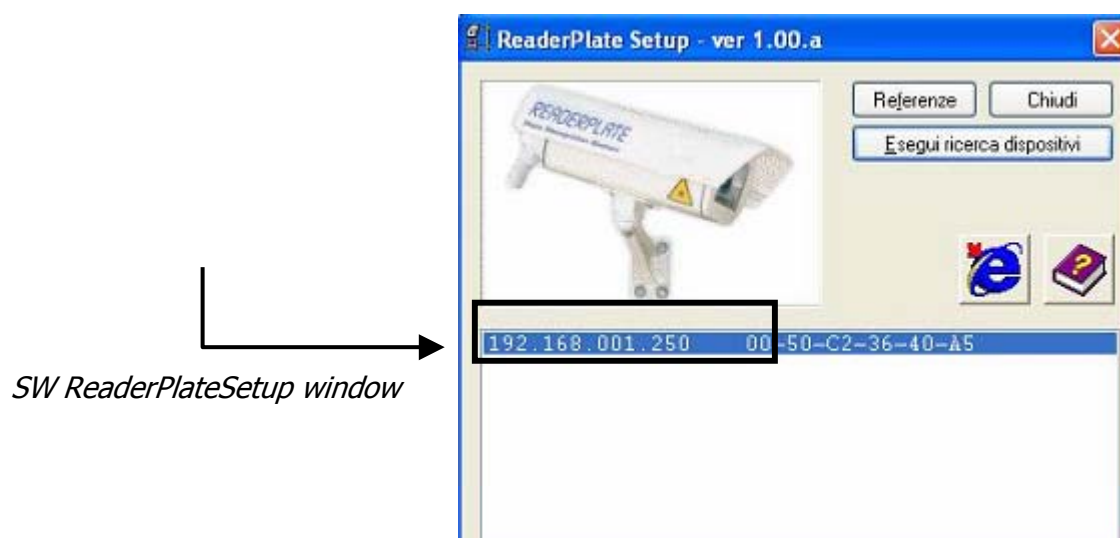 ReaderPlate Setup - ver 1.00.a
READERPLATE
Referenze
Chiudi
Esegui ricerca dispositivi
192.168.001.250 00-50-C2-36-40-A5
SW ReaderPlateSetup window